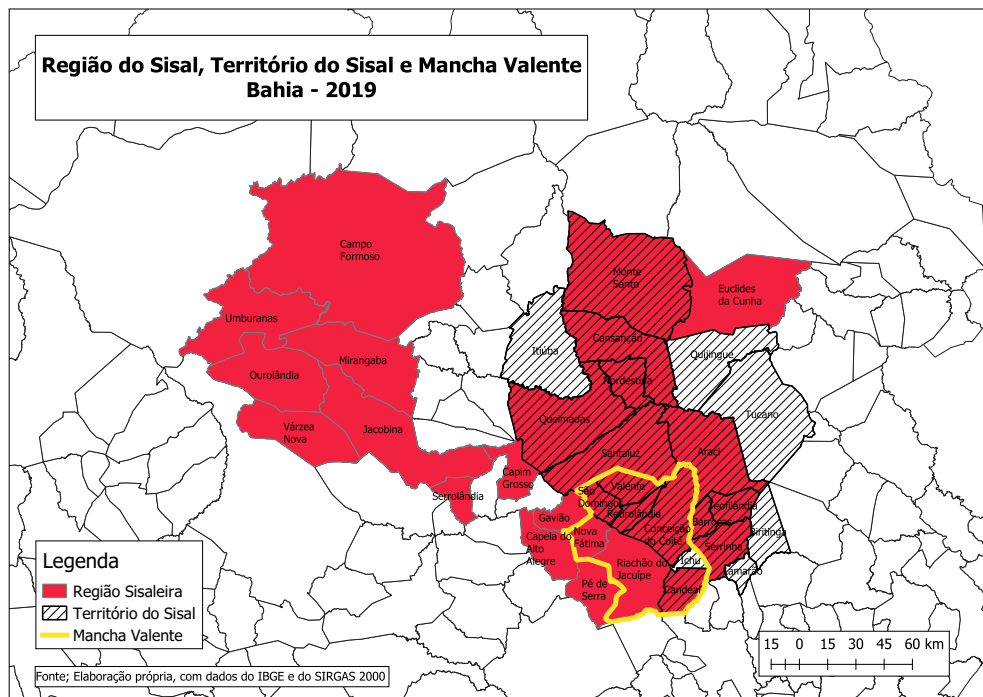 Região do Sisal, Território do Sisal e Mancha Valente
Bahia - 2019
Campo
Formoso
Monte
Santo
Euclides
da Cunha
Umburanas
Cansanção
Itiúba
Quijingue
Mirangaba
Ourolândia
Nordestina
Tucano
Queimadas
Várzea
Nova
Jacobina
Santaluz
Araci
Capim
Grosso
Serrolândia
Valente
São
Domingos
Retirolândia
Teofilândia
Gavião
Barrocas
Conceição
do Coité
Biritinga
Nova
Fátima
Capela do
Alto
Alegre
Serrinha
Ichu
Riachão do
Jacuípe
Lamarão
Pé de
Serra
Candeal
Legenda
Região Sisaleira
Território do Sisal
Mancha Valente
15 0 15 30 45 60 km
Fonte; Elaboração própria, com dados do IBGE e do SIRGAS 2000